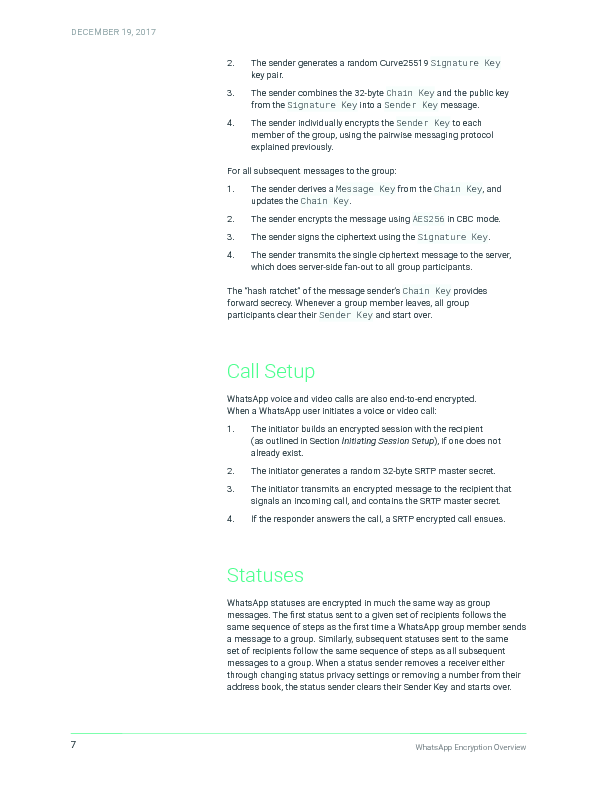 DECEMBER 19, 2017
2. The sender generates a random Curve25519 Signature Key
key pair.
3. The sender combines the 32-byte Chain Key and the public key
from the Signature Key into a Sender Key message.
4. The sender individually encrypts the Sender Key to each
member of the group, using the pairwise messaging protocol
explained previously.
For all subsequent messages to the group:
1. The sender derives a Message Key from the Chain Key, and
updates the Chain Key.
2. The sender encrypts the message using AES256 in CBC mode.
3. The sender signs the ciphertext using the Signature Key.
4. The sender transmits the single ciphertext message to the server,
which does server-side fan-out to all group participants.
The “hash ratchet” of the message sender’s Chain Key provides
forward secrecy. Whenever a group member leaves, all group
participants clear their Sender Key and start over.
Call Setup
WhatsApp voice and video calls are also end-to-end encrypted.
When a WhatsApp user initiates a voice or video call:
1. The initiator builds an encrypted session with the recipient
(as outlined in Section Initiating Session Setup), if one does not
already exist.
2. The initiator generates a random 32-byte SRTP master secret.
3. The initiator transmits an encrypted message to the recipient that
signals an incoming call, and contains the SRTP master secret.
4. If the responder answers the call, a SRTP encrypted call ensues.
Statuses
WhatsApp statuses are encrypted in much the same way as group
messages. The first status sent to a given set of recipients follows the
same sequence of steps as the first time a WhatsApp group member sends
a message to a group. Similarly, subsequent statuses sent to the same
set of recipients follow the same sequence of steps as all subsequent
messages to a group. When a status sender removes a receiver either
through changing status privacy settings or removing a number from their
address book, the status sender clears their Sender Key and starts over.
7
WhatsApp Encryption Overview